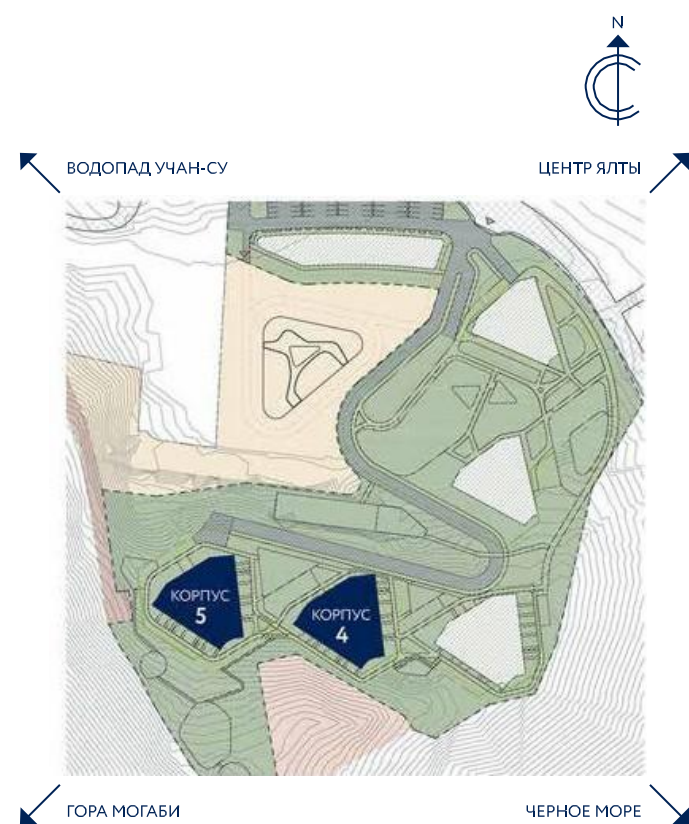 N
ВОДОПАД УЧАН-СУ
ЦЕНТР ЯЛТЫ
КОРПУС
5
КОРПУС
4
ГОРА МОГАБИ
ЧЕРНОЕ МОРЕ